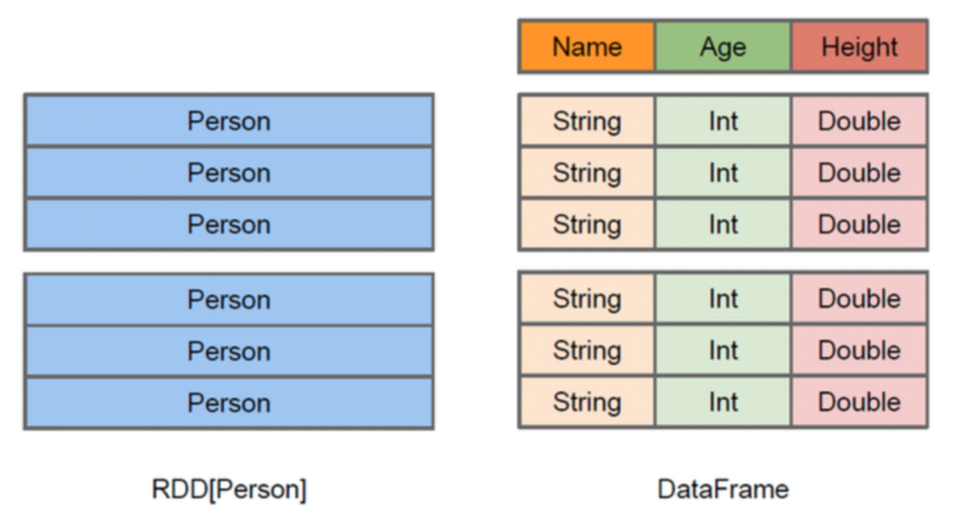 Name Age Height
Person String Int Double
Person String Int Double
Person String Int Double
Person String Int Double
Person String Int Double
Person String Int Double
RDD[Person] DataFrame